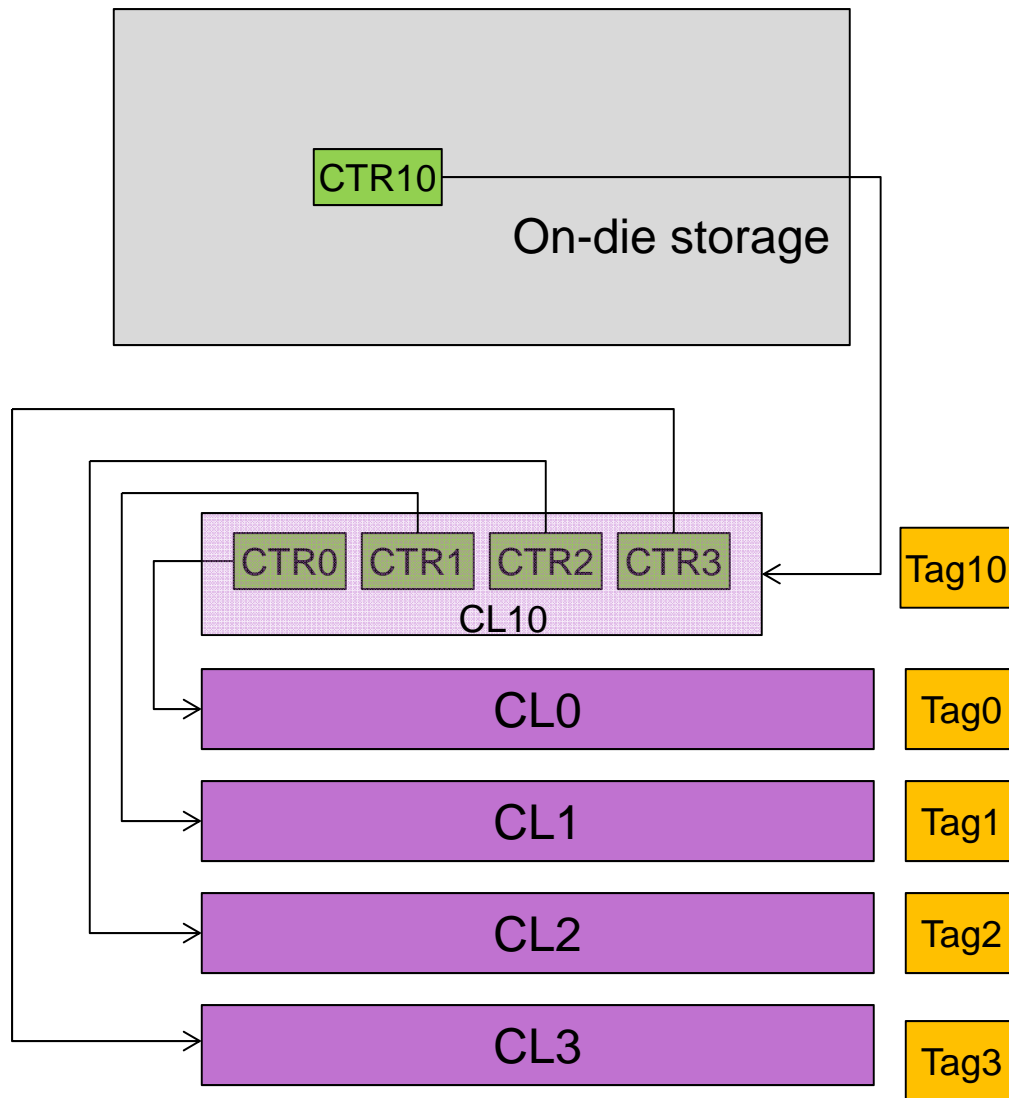 CTR10
On-die storage
CTR0 CTR1 CTR2 CTR3
CL10
Tag10
CL0 Tag0
CL1 Tag1
CL2 Tag2
CL3 Tag3